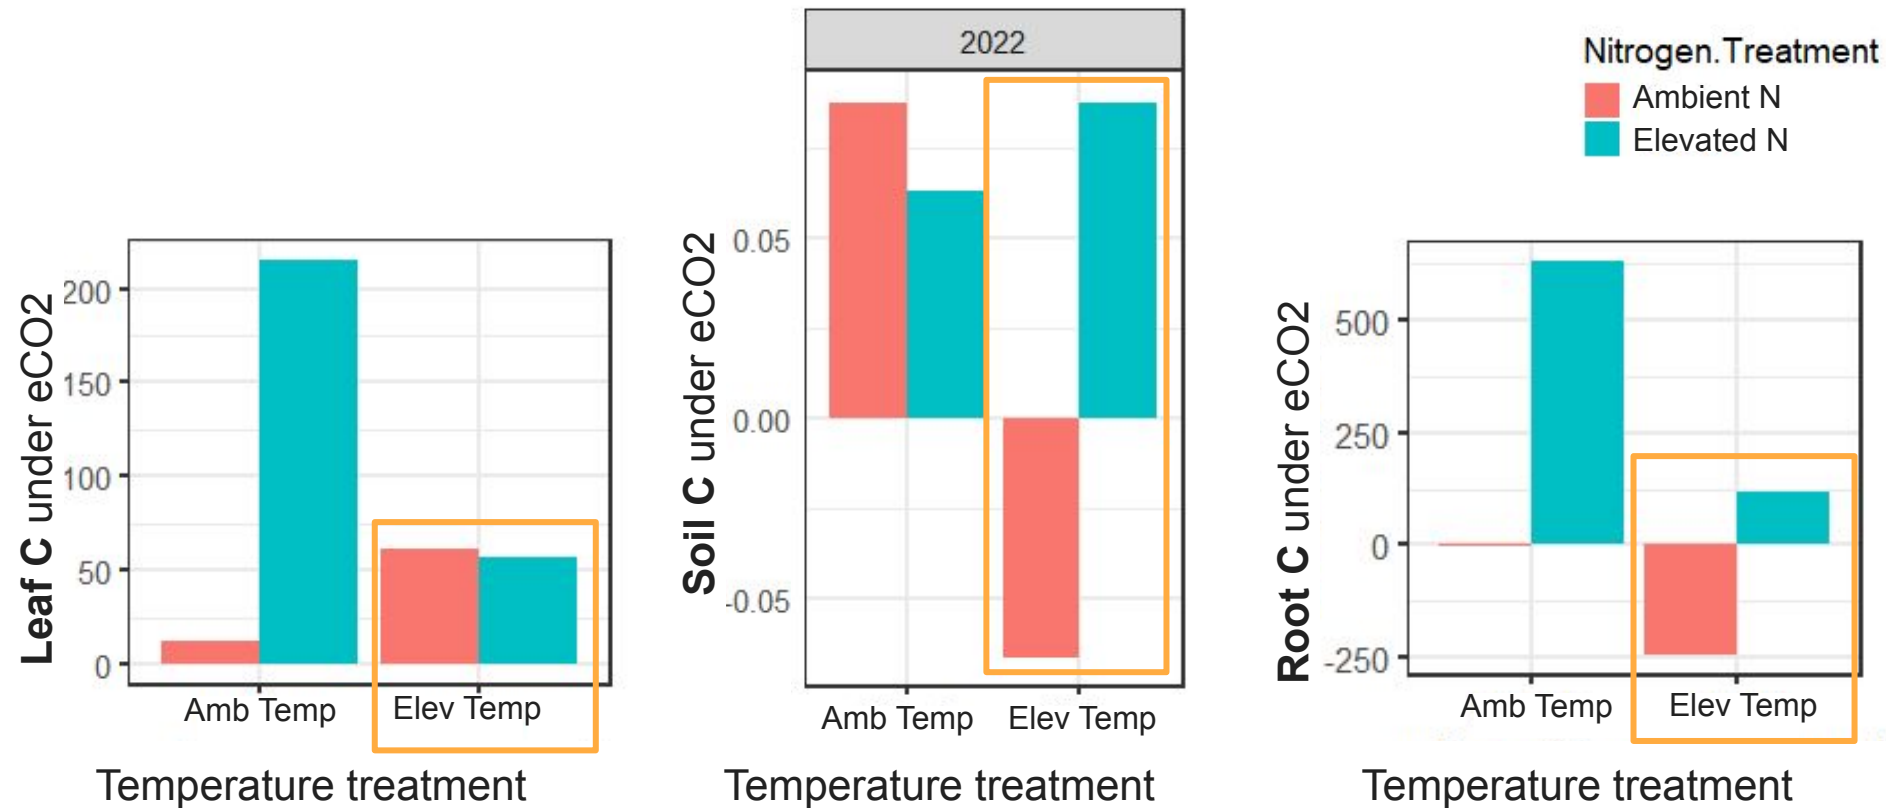 Leaf C under eCO2
200
150
100
50
0
Amb Temp
Elev Temp
Temperature treatment
2022
Soil C under eCO2
0.05
0.00
-0.05
Amb Temp
Elev Temp
Temperature treatment
Nitrogen.Treatment
Ambient N
Elevated N
Root C under eCO2
500
250
0
-250
Amb Temp
Elev Temp
Temperature treatment